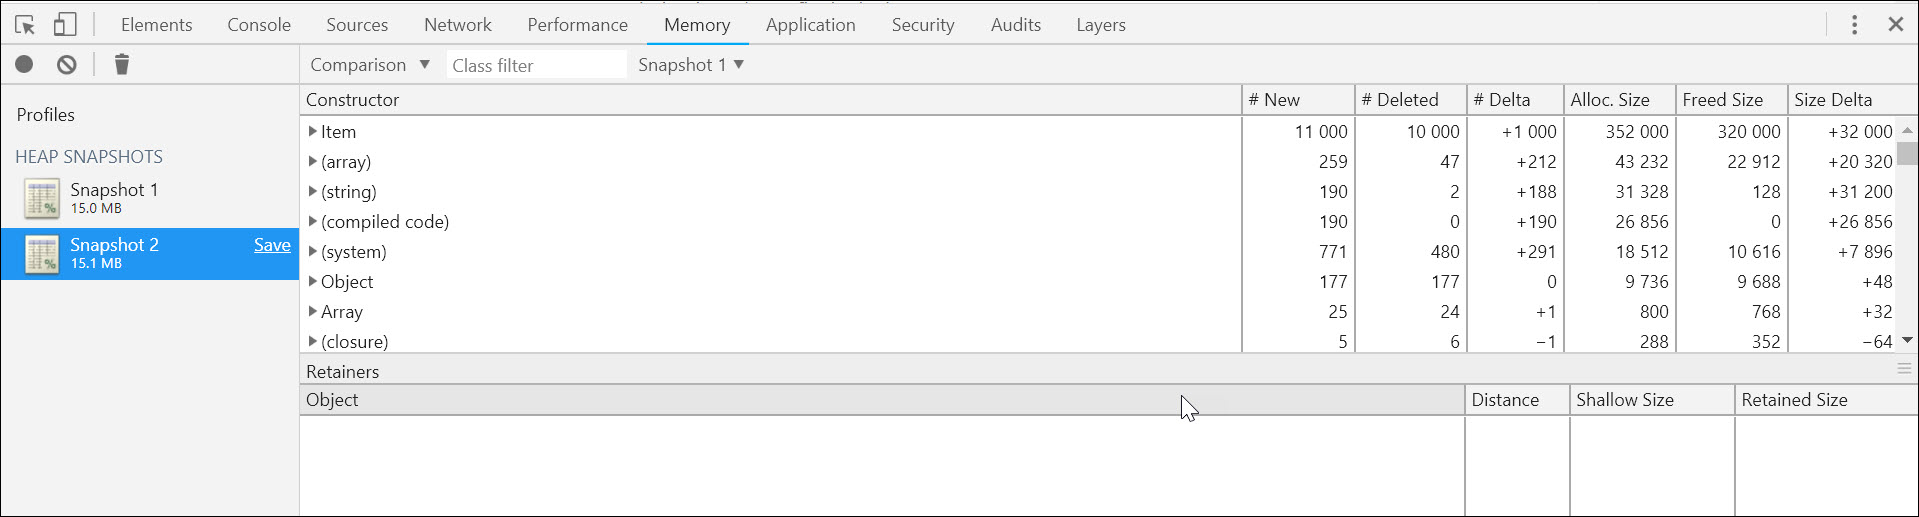 Elements Console Sources Network Performance Memory Application Security Audits Layers
Comparison ▼ Class filter Snapshot 1 ▼
Profiles
HEAP SNAPSHOTS
Snapshot 1
15.0 MB
Snapshot 2 Save
15.1 MB
Constructor # New # Deleted # Delta Alloc. Size Freed Size Size Delta
Item 11 000 10 000 +1 000 352 000 320 000 +32 000
(array) 259 47 +212 43 232 22 912 +20 320
(string) 190 2 +188 31 328 128 +31 200
(compiled code) 190 0 +190 26 856 0 +26 856
(system) 771 480 +291 18 512 10 616 +7 896
Object 177 177 0 9 736 9 688 +48
Array 25 24 +1 800 768 +32
(closure) 5 6 −1 288 352 −64
Retainers
Object Distance Shallow Size Retained Size